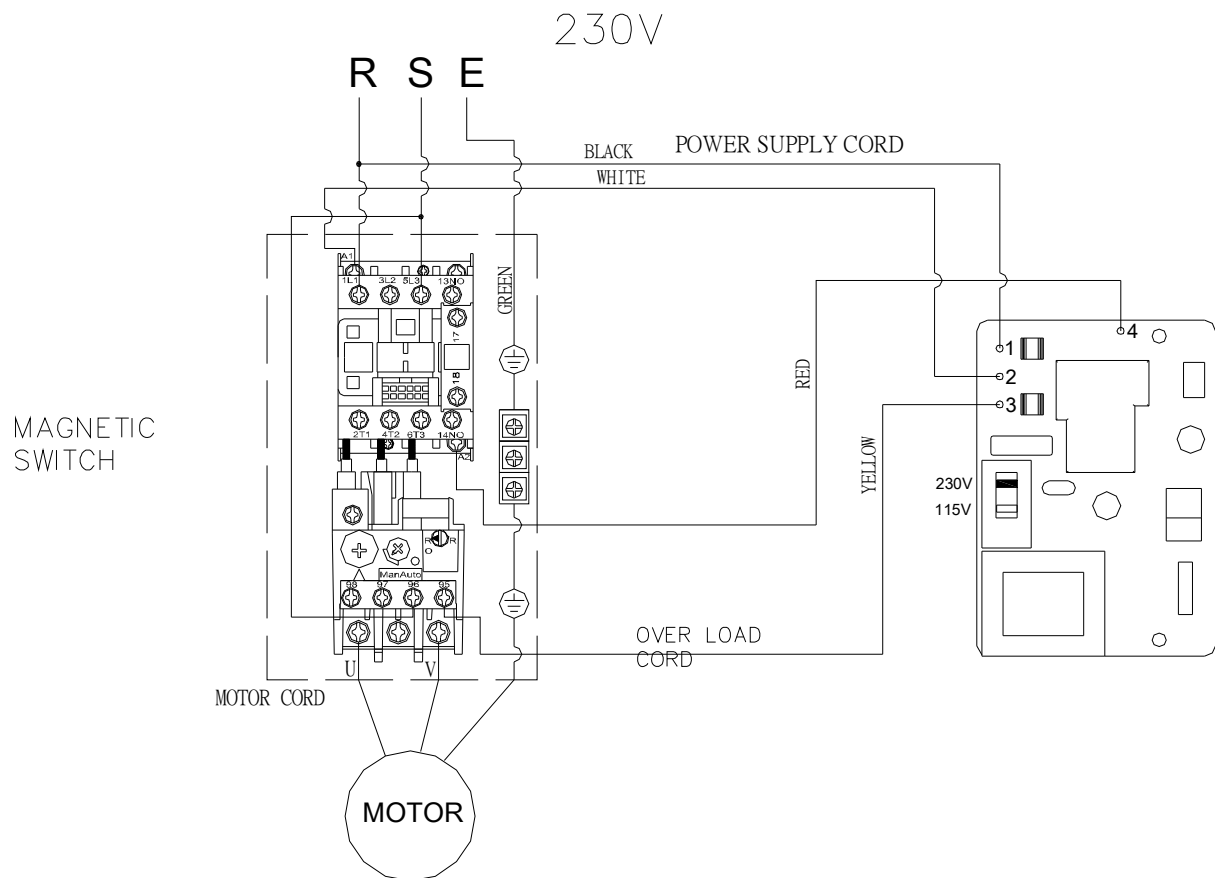 230V
R S E
BLACK POWER SUPPLY CORD
WHITE
A1
1L1 3L2 5L3 13NO
GREEN
17
18
2T1 4T2 6T3 14NO
A2
MAGNETIC
SWITCH
RED
YELLOW
4
1
2
3
230V
115V
R R
O
ManAuto
98 97 96 95
OVER LOAD
CORD
U V
MOTOR CORD
MOTOR